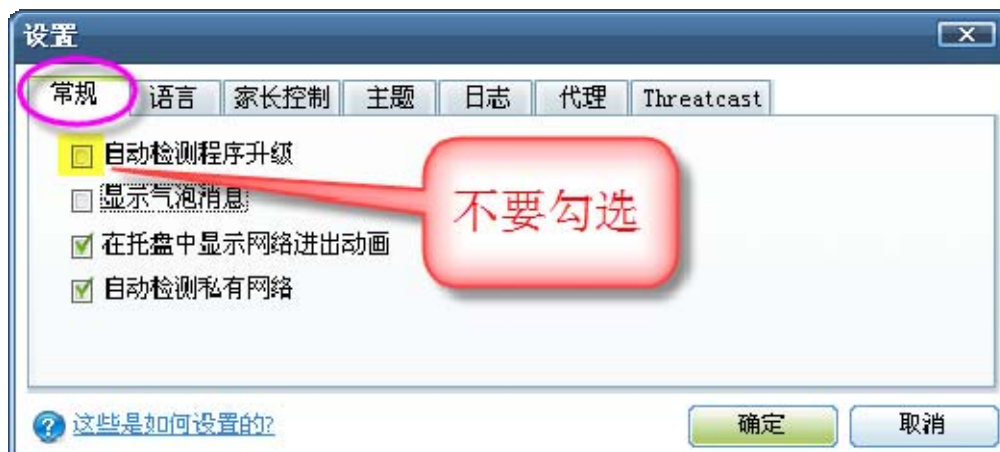 设置
常规 语言 家长控制 主题 日志 代理 Threatcast
自动检测程序升级
显示气泡消息
不要勾选
在托盘中显示网络进出动画
自动检测私有网络
这些是如何设置的?
确定 取消